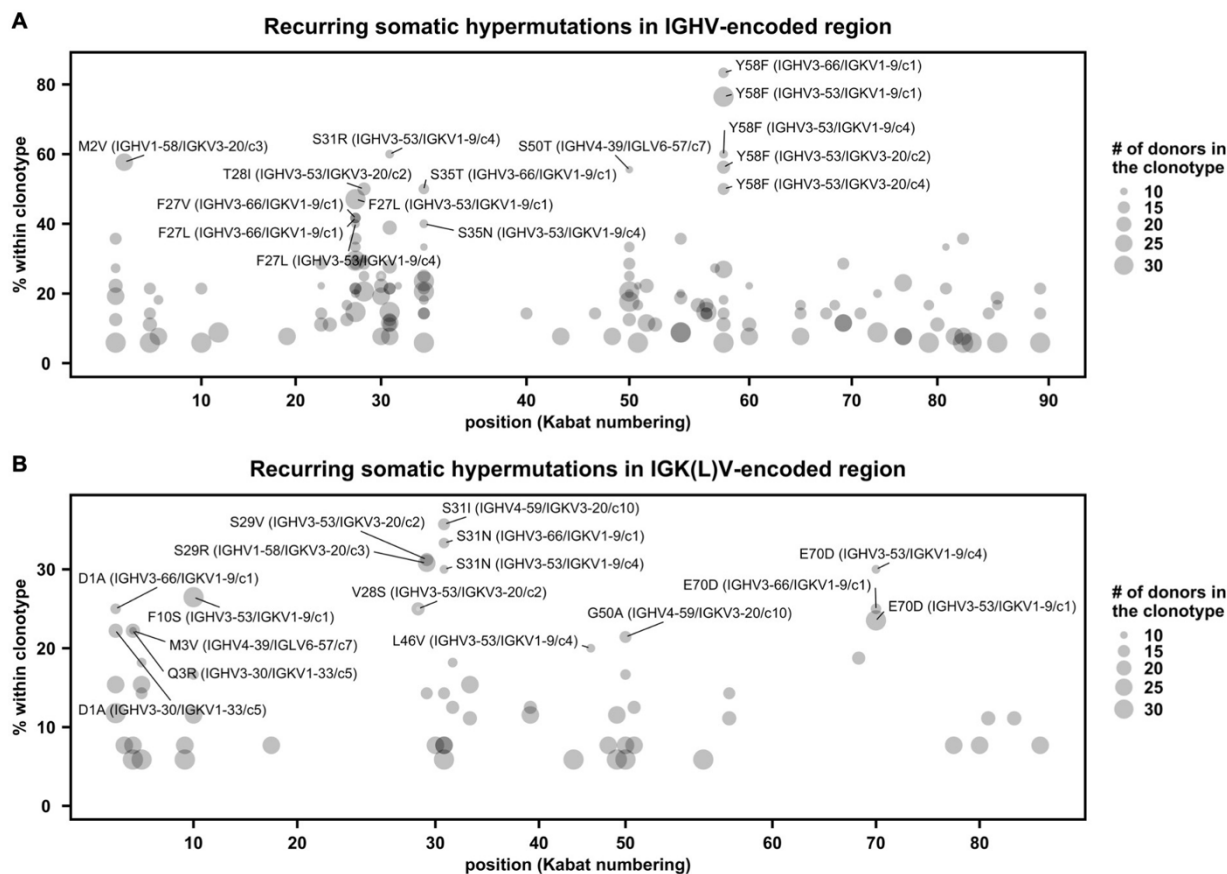 A
Recurring somatic hypermutations in IGHV-encoded region
% within clonotype
80
60
40
20
0
Y58F (IGHV3-66/IGKV1-9/c1)
Y58F (IGHV3-53/IGKV1-9/c1)
Y58F (IGHV3-53/IGKV1-9/c4)
Y58F (IGHV3-53/IGKV3-20/c2)
Y58F (IGHV3-53/IGKV3-20/c4)
M2V (IGHV1-58/IGKV3-20/c3)
S31R (IGHV3-53/IGKV1-9/c4)
S50T (IGHV4-39/IGLV6-57/c7)
T28I (IGHV3-53/IGKV3-20/c2)
S35T (IGHV3-66/IGKV1-9/c1)
F27V (IGHV3-66/IGKV1-9/c1)
F27L (IGHV3-53/IGKV1-9/c1)
F27L (IGHV3-66/IGKV1-9/c1)
S35N (IGHV3-53/IGKV1-9/c4)
F27L (IGHV3-53/IGKV1-9/c4)
10 20 30 40 50 60 70 80 90
position (Kabat numbering)
# of donors in
the clonotype
10
15
20
25
30
B
Recurring somatic hypermutations in IGK(L)V-encoded region
% within clonotype
30
20
10
0
S31I (IGHV4-59/IGKV3-20/c10)
S29V (IGHV3-53/IGKV3-20/c2)
S31N (IGHV3-66/IGKV1-9/c1)
S29R (IGHV1-58/IGKV3-20/c3)
S31N (IGHV3-53/IGKV1-9/c4)
E70D (IGHV3-53/IGKV1-9/c4)
D1A (IGHV3-66/IGKV1-9/c1)
V28S (IGHV3-53/IGKV3-20/c2)
E70D (IGHV3-66/IGKV1-9/c1)
F10S (IGHV3-53/IGKV1-9/c1)
G50A (IGHV4-59/IGKV3-20/c10)
E70D (IGHV3-53/IGKV1-9/c1)
M3V (IGHV4-39/IGLV6-57/c7)
L46V (IGHV3-53/IGKV1-9/c4)
Q3R (IGHV3-30/IGKV1-33/c5)
D1A (IGHV3-30/IGKV1-33/c5)
10 20 30 40 50 60 70 80
position (Kabat numbering)
# of donors in
the clonotype
10
15
20
25
30